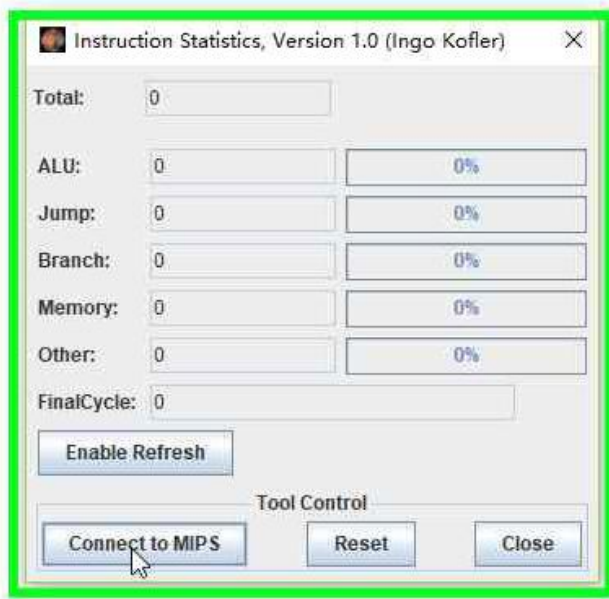 Instruction Statistics, Version 1.0 (Ingo Kofler)
Total: 0
ALU: 0 0%
Jump: 0 0%
Branch: 0 0%
Memory: 0 0%
Other: 0 0%
FinalCycle: 0
Enable Refresh
Tool Control
Connect to MIPS Reset Close